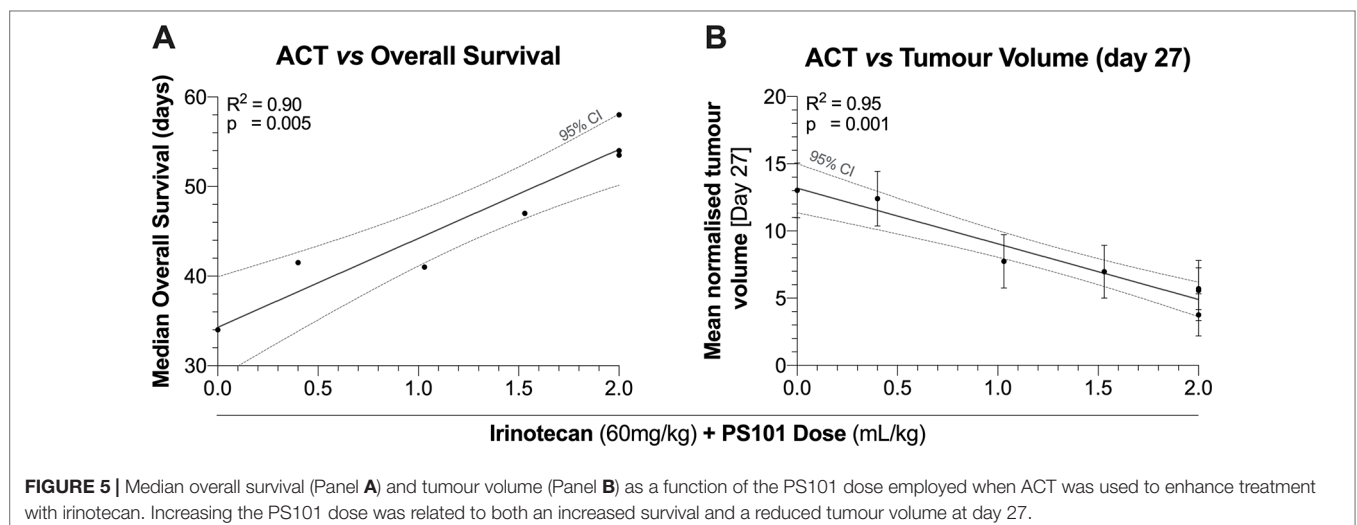 A
ACT vs Overall Survival
Median Overall Survival (days)
60
50
40
30
R2 = 0.90
p = 0.005
95% CI
0.0 0.5 1.0 1.5 2.0
B
ACT vs Tumour Volume (day 27)
Mean normalised tumour
volume [Day 27]
20
15
10
5
0
R2 = 0.95
p = 0.001
95% CI
0.0 0.5 1.0 1.5 2.0
Irinotecan (60mg/kg) + PS101 Dose (mL/kg)
FIGURE 5 | Median overall survival (Panel A) and tumour volume (Panel B) as a function of the PS101 dose employed when ACT was used to enhance treatment
with irinotecan. Increasing the PS101 dose was related to both an increased survival and a reduced tumour volume at day 27.